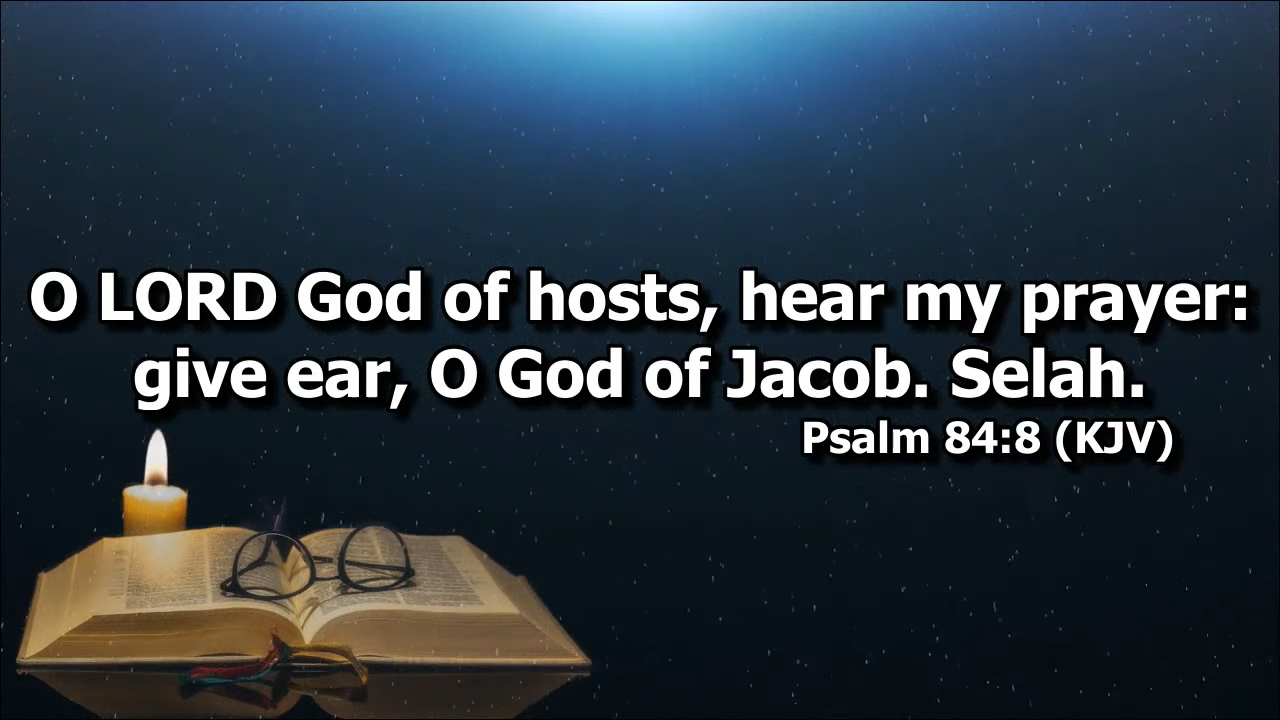 O LORD God of hosts, hear my prayer:
give ear, O God of Jacob. Selah.
Psalm 84:8 (KJV)